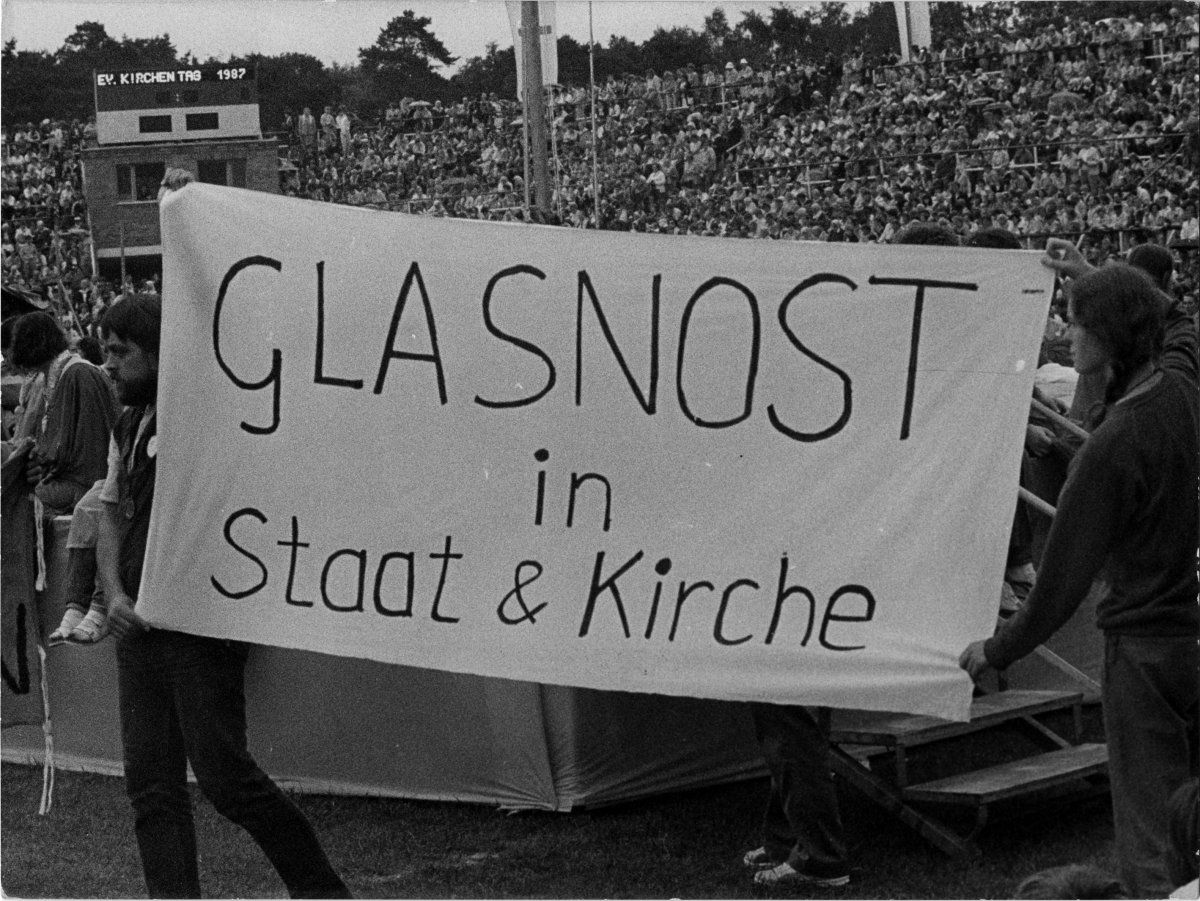 EV. KIRCHENTAG 1987
GLASNOST
in
Staat & Kirche